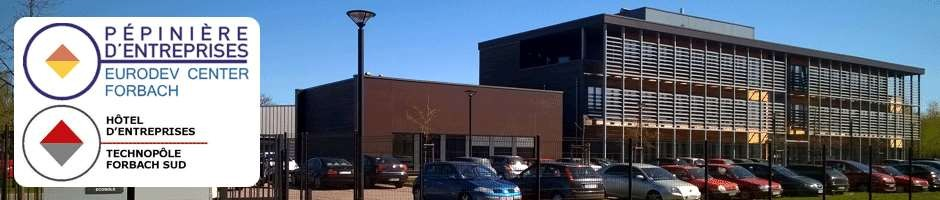 PÉPINIÈRE
D'ENTREPRISES
EURODEV CENTER
FORBACH
HÔTEL
D'ENTREPRISES
TECHNOPÔLE
FORBACH SUD